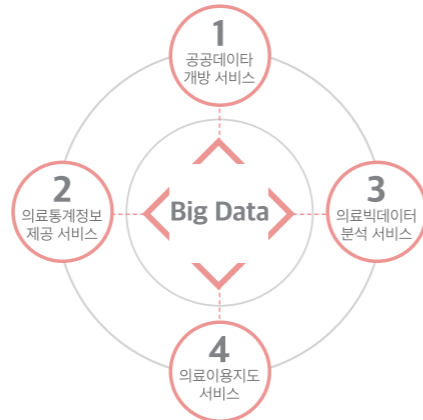 1
공공데이타
개방 서비스
2
의료통계정보
제공 서비스
Big Data
3
의료빅데이터
분석 서비스
4
의료이용지도
서비스